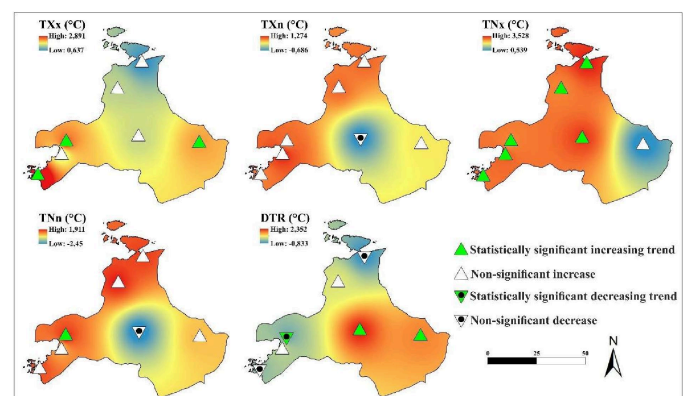 TXx (°C)
High: 2,891
Low: 0,637
TXn (°C)
High: 1,274
Low: -0,686
TNx (°C)
High: 3,528
Low: 0,539
TNn (°C)
High: 1,911
Low: -2,45
DTR (°C)
High: 2,352
Low: -0,833
Statistically significant increasing trend
Non-significant increase
Statistically significant decreasing trend
Non-significant decrease
0 25 50
N